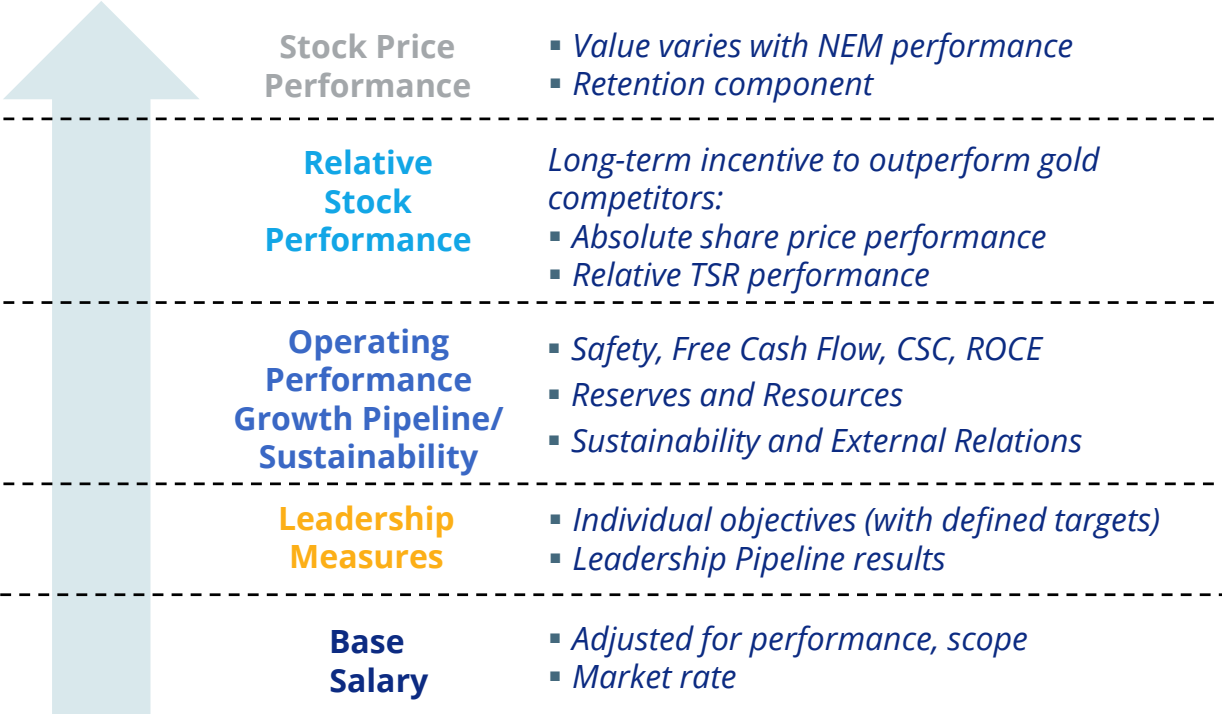 Stock Price
Performance
▪ Value varies with NEM performance
▪ Retention component
Relative
Stock
Performance
Long-term incentive to outperform gold
competitors:
▪ Absolute share price performance
▪ Relative TSR performance
Operating
Performance
Growth Pipeline/
Sustainability
▪ Safety, Free Cash Flow, CSC, ROCE
▪ Reserves and Resources
▪ Sustainability and External Relations
Leadership
Measures
▪ Individual objectives (with defined targets)
▪ Leadership Pipeline results
Base
Salary
▪ Adjusted for performance, scope
▪ Market rate